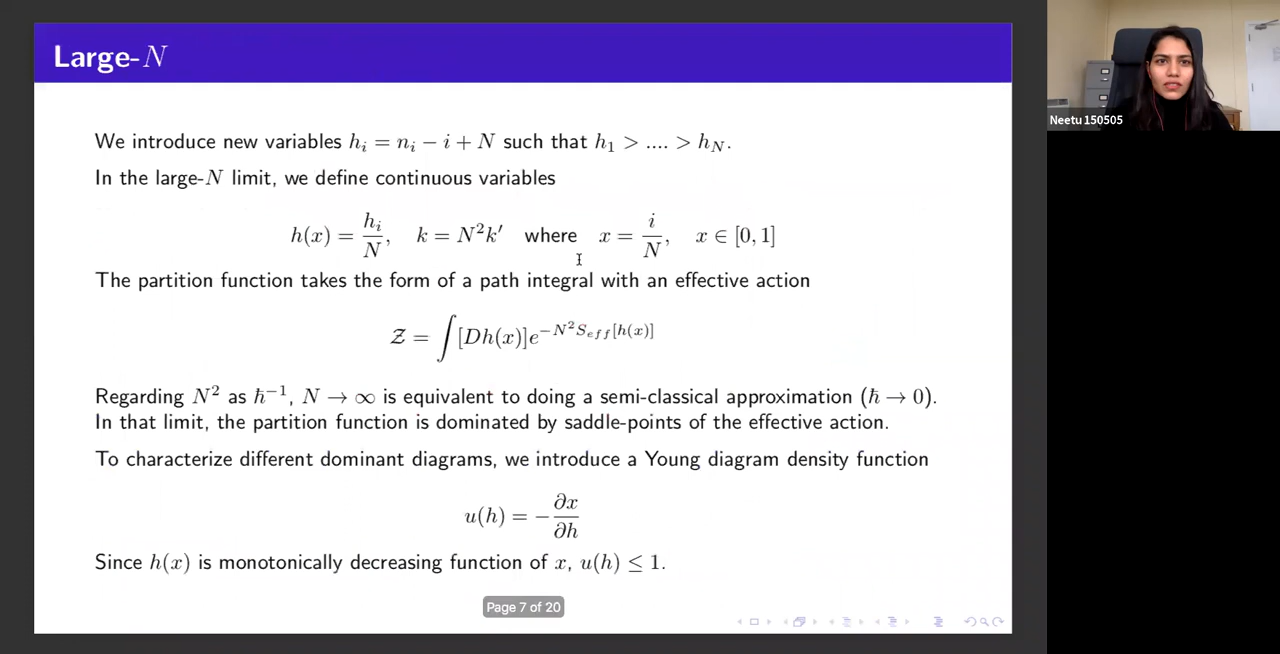 Large-N
We introduce new variables h_i = n_i − i + N such that h_1 > .... > h_N.
In the large-N limit, we define continuous variables
h(x) = h_i/N, k = N^2k′ where x = i/N, x ∈ [0, 1]
The partition function takes the form of a path integral with an effective action
𝒵 = ∫[Dh(x)]e^{−N^2S_{eff}[h(x)]}
Regarding N^2 as ℏ^{−1}, N → ∞ is equivalent to doing a semi-classical approximation (ℏ → 0).
In that limit, the partition function is dominated by saddle-points of the effective action.
To characterize different dominant diagrams, we introduce a Young diagram density function
u(h) = −∂x/∂h
Since h(x) is monotonically decreasing function of x, u(h) ≤ 1.
Page 7 of 20
Neetu 150505